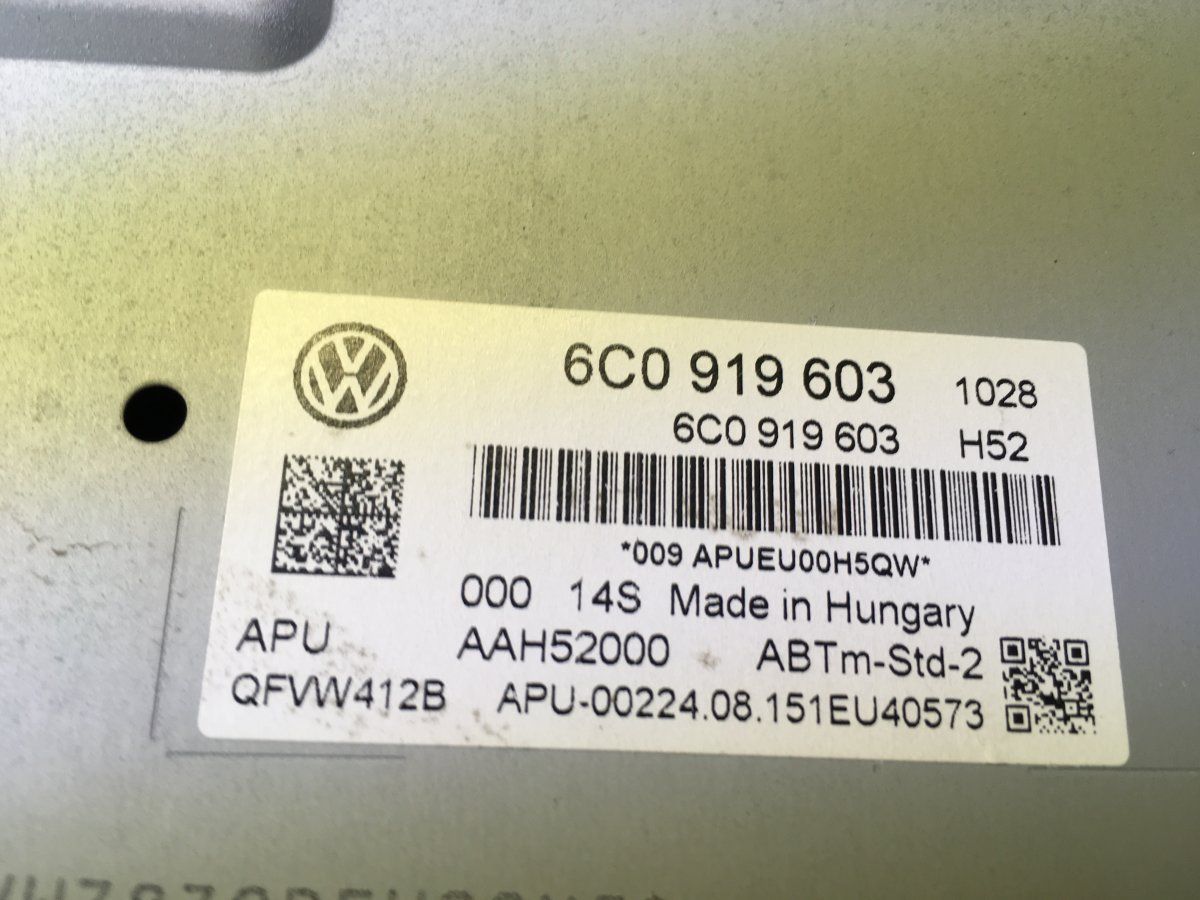 6C0 919 603 1028
6C0 919 603 H52
*009 APUEU00H5QW*
000 14S Made in Hungary
APU AAH52000 ABTm-Std-2
QFVW412B APU-00224.08.151EU40573